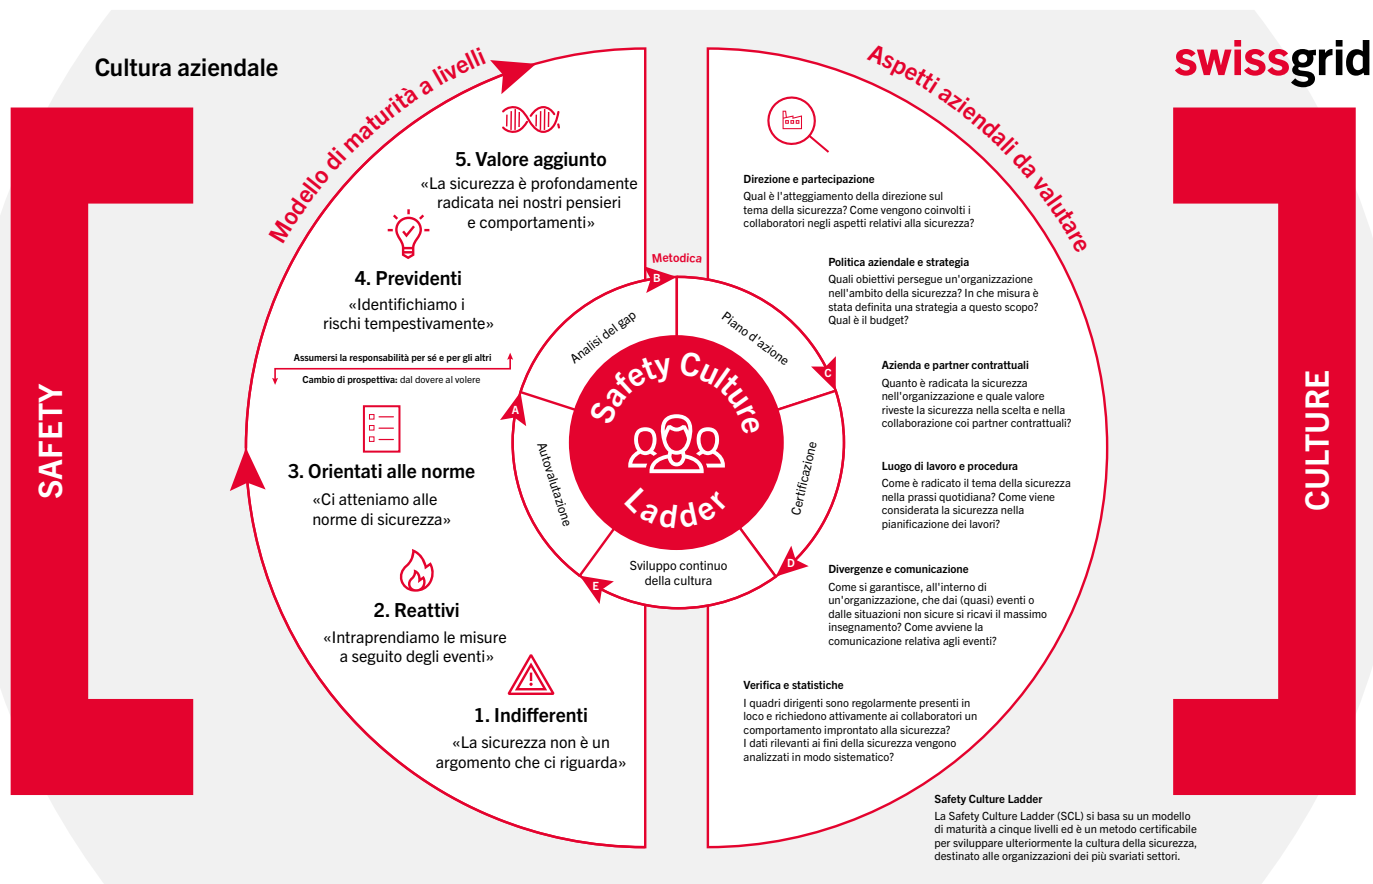 Cultura aziendale
swissgrid
SAFETY
CULTURE
Modello di maturità a livelli
5. Valore aggiunto
«La sicurezza è profondamente
radicata nei nostri pensieri
e comportamenti»
4. Previdenti
«Identifichiamo i
rischi tempestivamente»
Assumersi la responsabilità per sé e per gli altri
Cambio di prospettiva: dal dovere al volere
3. Orientati alle norme
«Ci atteniamo alle
norme di sicurezza»
2. Reattivi
«Intraprendiamo le misure
a seguito degli eventi»
1. Indifferenti
«La sicurezza non è un
argomento che ci riguarda»
Metodica
A
Analisi del gap
B
Piano d'azione
C
Certificazione
D
Sviluppo continuo
della cultura
E
Autovalutazione
Safety Culture
Ladder
Aspetti aziendali da valutare
Direzione e partecipazione
Qual è l'atteggiamento della direzione sul
tema della sicurezza? Come vengono coinvolti i
collaboratori negli aspetti relativi alla sicurezza?
Politica aziendale e strategia
Quali obiettivi persegue un'organizzazione
nell'ambito della sicurezza? In che misura è
stata definita una strategia a questo scopo?
Qual è il budget?
Azienda e partner contrattuali
Quanto è radicata la sicurezza
nell'organizzazione e quale valore
riveste la sicurezza nella scelta e nella
collaborazione coi partner contrattuali?
Luogo di lavoro e procedura
Come è radicato il tema della sicurezza
nella prassi quotidiana? Come viene
considerata la sicurezza nella
pianificazione dei lavori?
Divergenze e comunicazione
Come si garantisce, all'interno di
un'organizzazione, che dai (quasi) eventi o
dalle situazioni non sicure si ricavi il massimo
insegnamento? Come avviene la
comunicazione relativa agli eventi?
Verifica e statistiche
I quadri dirigenti sono regolarmente presenti in
loco e richiedono attivamente ai collaboratori un
comportamento improntato alla sicurezza?
I dati rilevanti ai fini della sicurezza vengono
analizzati in modo sistematico?
Safety Culture Ladder
La Safety Culture Ladder (SCL) si basa su un modello
di maturità a cinque livelli ed è un metodo certificabile
per sviluppare ulteriormente la cultura della sicurezza,
destinato alle organizzazioni dei più svariati settori.